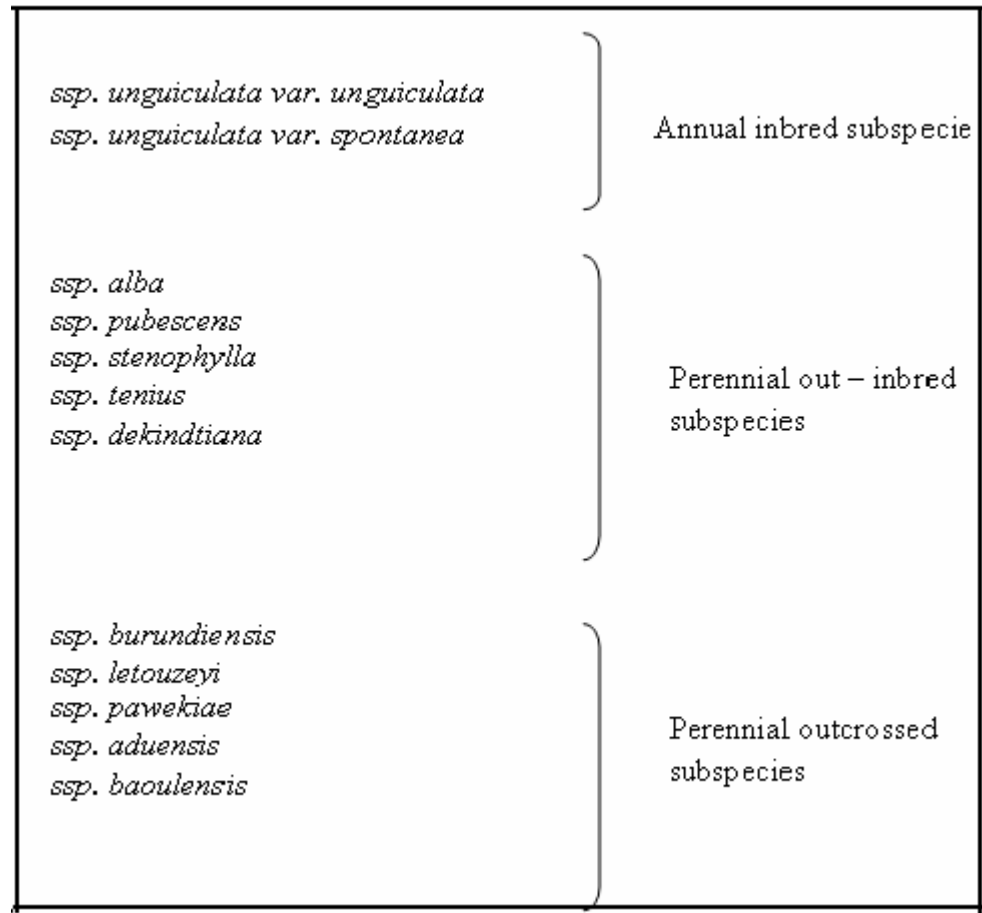 ssp. unguiculata var. unguiculata
ssp. unguiculata var. spontanea
Annual inbred subspecie
ssp. alba
ssp. pubescens
ssp. stenophylla
ssp. tenius
ssp. dekindtiana
Perennial out – inbred
subspecies
ssp. burundiensis
ssp. letouzeyi
ssp. pawekiae
ssp. aduensis
ssp. baoulensis
Perennial outcrossed
subspecies